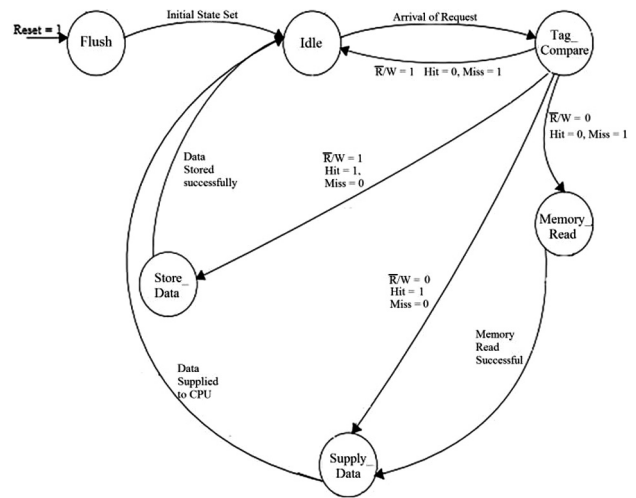 Reset = 1
Initial State Set
Arrival of Request
Flush
Idle
Tag_
Compare
R̅/W = 1 Hit = 0, Miss = 1
R̅/W = 0
Hit = 0, Miss = 1
Data
Stored
successfully
R̅/W = 1
Hit = 1,
Miss = 0
Memory_
Read
Store_
Data
R̅/W = 0
Hit = 1
Miss = 0
Memory
Read
Successful
Data
Supplied
to CPU
Supply_
Data